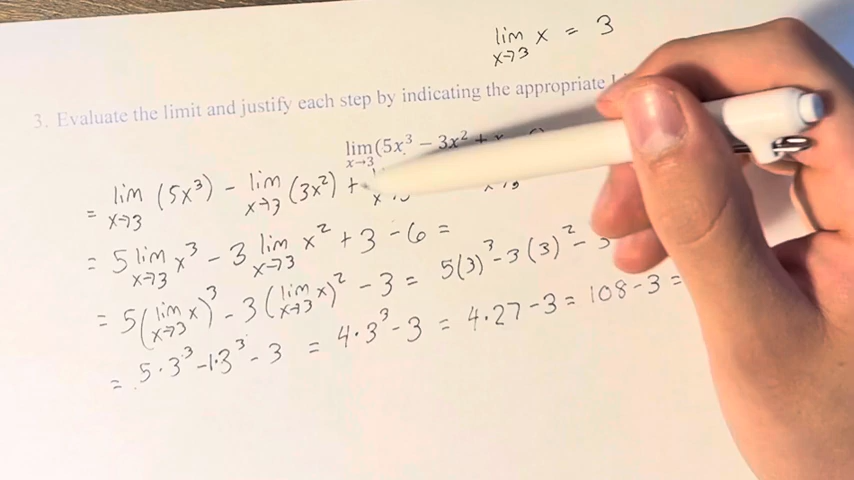 lim x = 3
x→3
3. Evaluate the limit and justify each step by indicating the appropriate
lim (5x³ − 3x² + x
x→3
= lim (5x³) − lim (3x²) +
x→3 x→3 x→3 x→3
= 5 lim x³ − 3 lim x² + 3 − 6 =
x→3 x→3
= 5(lim x)³ − 3(lim x)² − 3 = 5(3)³ − 3(3)² − 3
x→3 x→3
= 5·3³ − 1·3³ − 3 = 4·3³ − 3 = 4·27 − 3 = 108 − 3 =